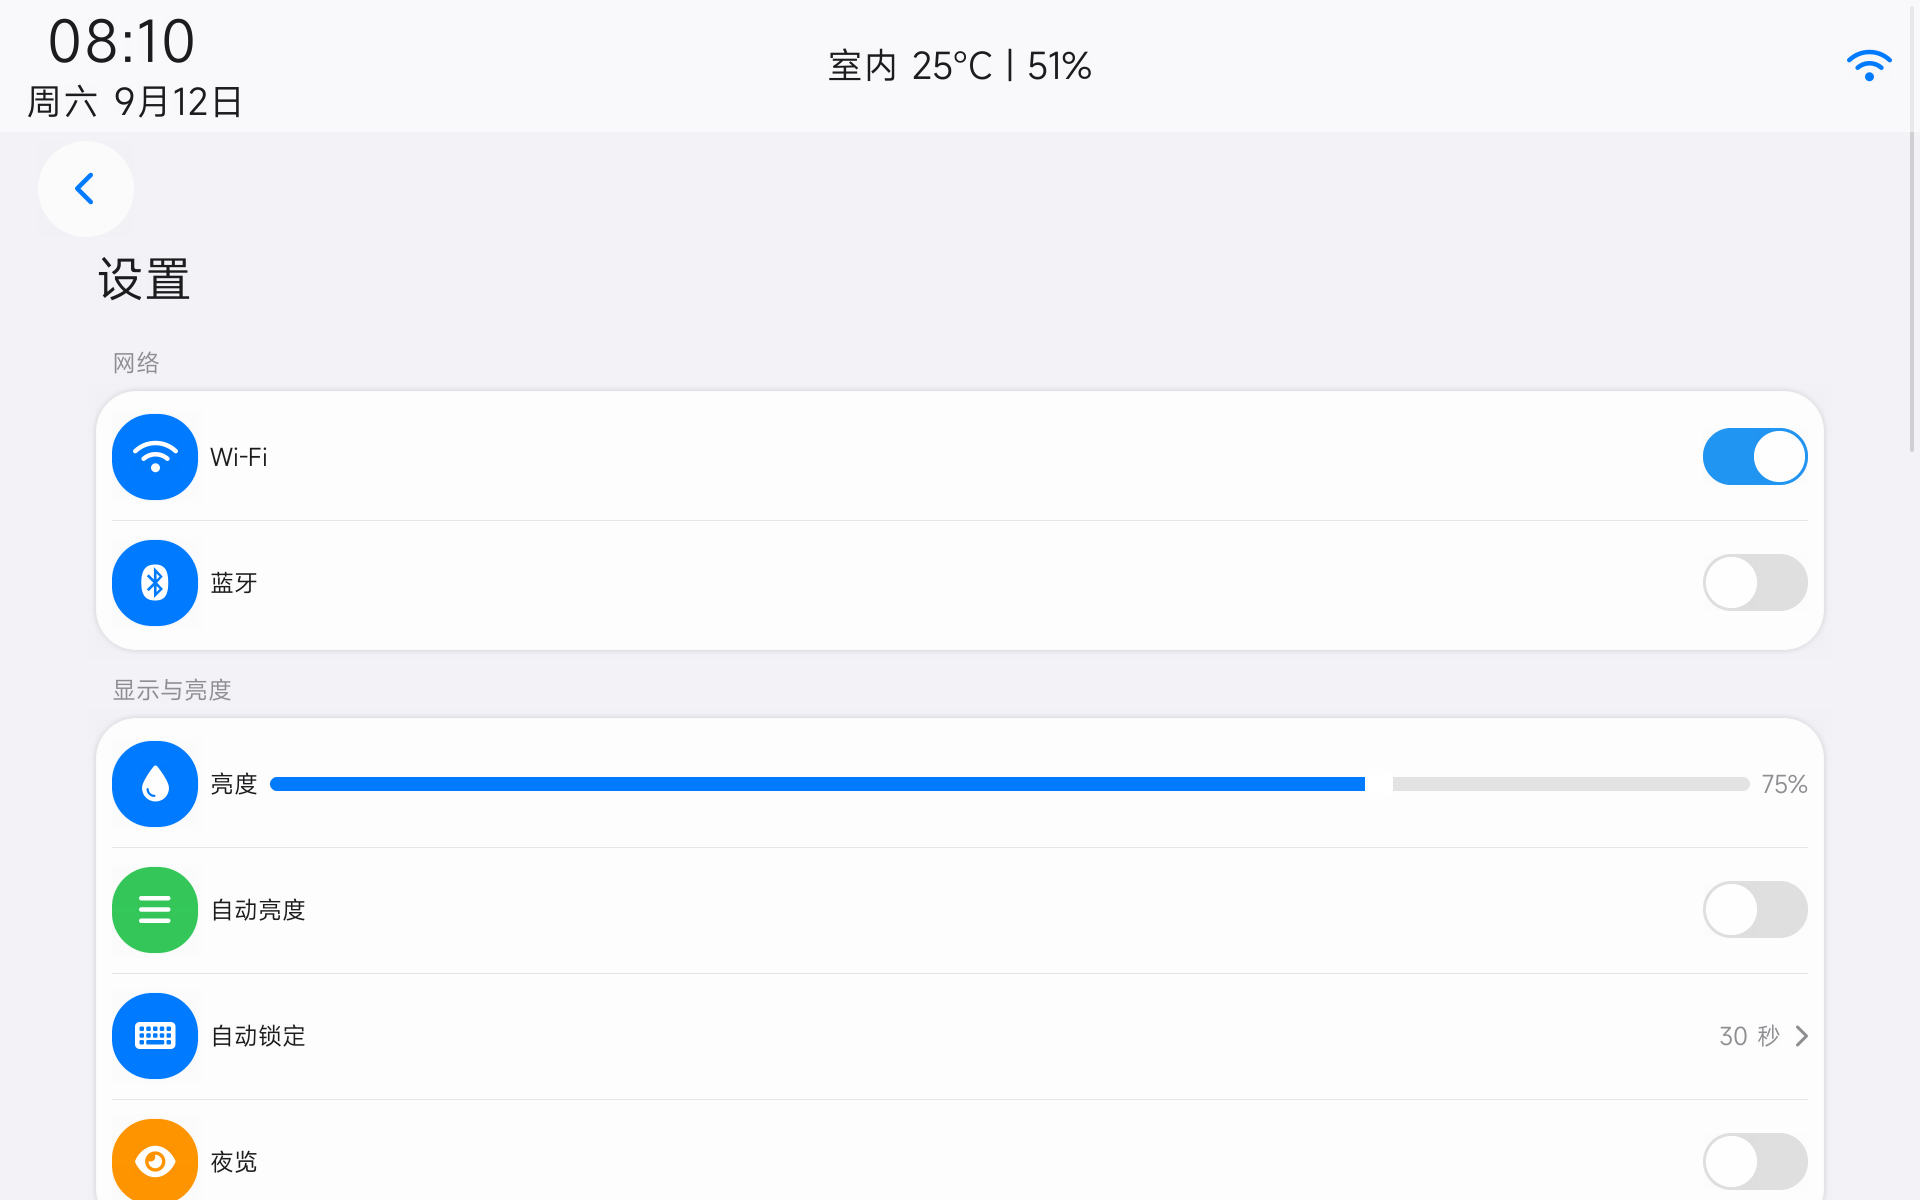 08:10
周六 9月12日
室内 25°C | 51%
设置
网络
Wi-Fi
蓝牙
显示与亮度
亮度 75%
自动亮度
自动锁定 30 秒
夜览